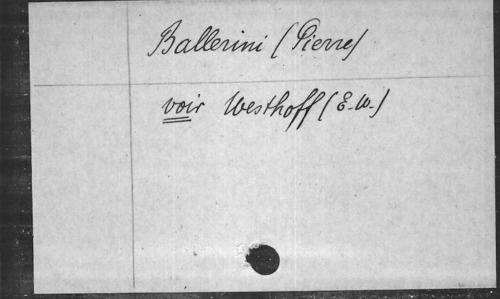 Ballerini (Pierre)
voir Westhoff (E.W.)